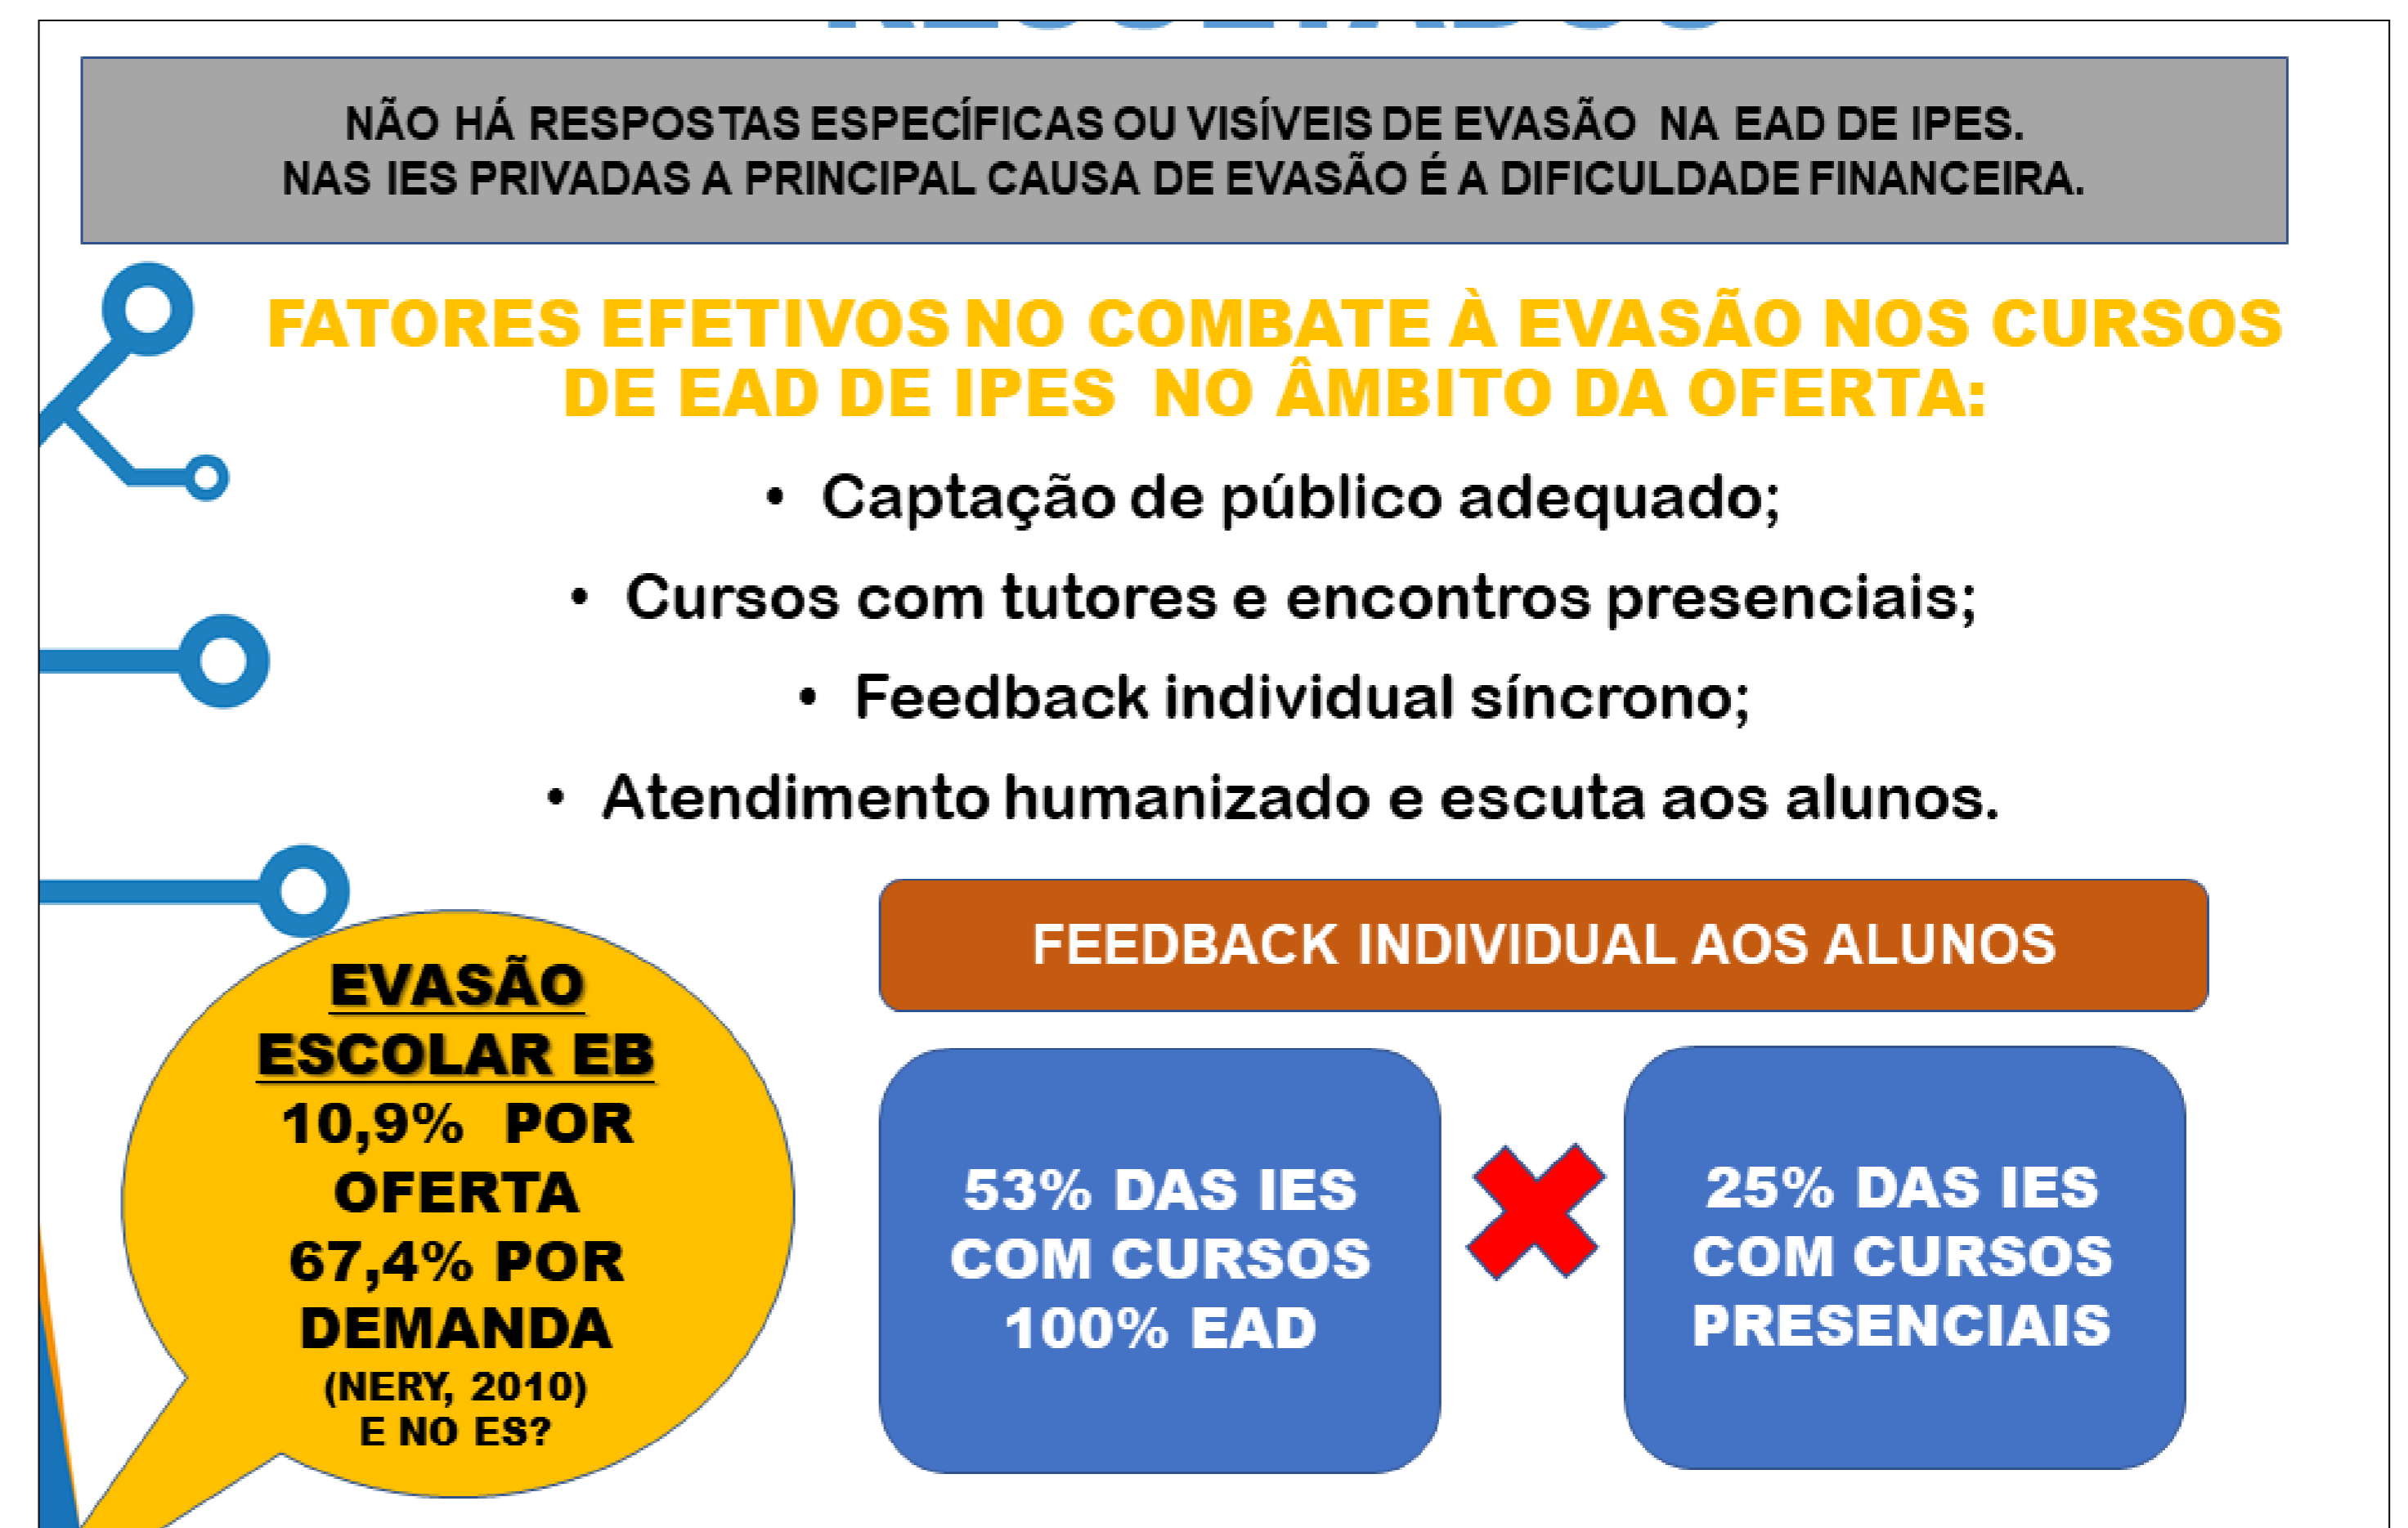 NÃO HÁ RESPOSTAS ESPECÍFICAS OU VISÍVEIS DE EVASÃO NA EAD DE IPES.
NAS IES PRIVADAS A PRINCIPAL CAUSA DE EVASÃO É A DIFICULDADE FINANCEIRA.
FATORES EFETIVOS NO COMBATE À EVASÃO NOS CURSOS
DE EAD DE IPES NO ÂMBITO DA OFERTA:
• Captação de público adequado;
• Cursos com tutores e encontros presenciais;
• Feedback individual síncrono;
• Atendimento humanizado e escuta aos alunos.
EVASÃO
ESCOLAR EB
10,9% POR
OFERTA
67,4% POR
DEMANDA
(NERY, 2010)
E NO ES?
FEEDBACK INDIVIDUAL AOS ALUNOS
53% DAS IES
COM CURSOS
100% EAD
25% DAS IES
COM CURSOS
PRESENCIAIS